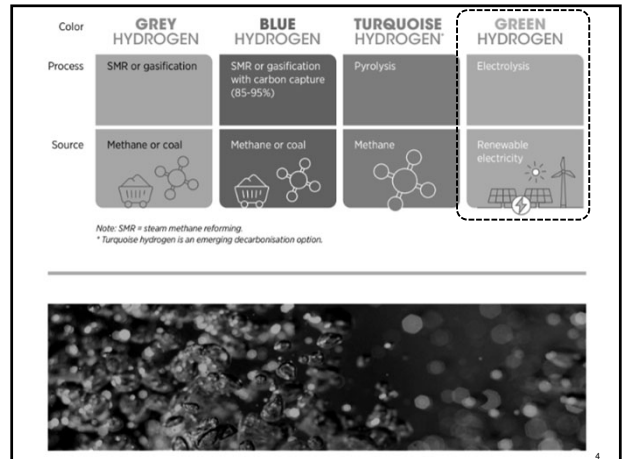 Color
GREY
HYDROGEN
BLUE
HYDROGEN
TURQUOISE
HYDROGEN*
GREEN
HYDROGEN
Process
SMR or gasification
SMR or gasification
with carbon capture
(85-95%)
Pyrolysis
Electrolysis
Source
Methane or coal
Methane or coal
Methane
Renewable
electricity
Note: SMR = steam methane reforming.
* Turquoise hydrogen is an emerging decarbonisation option.
4